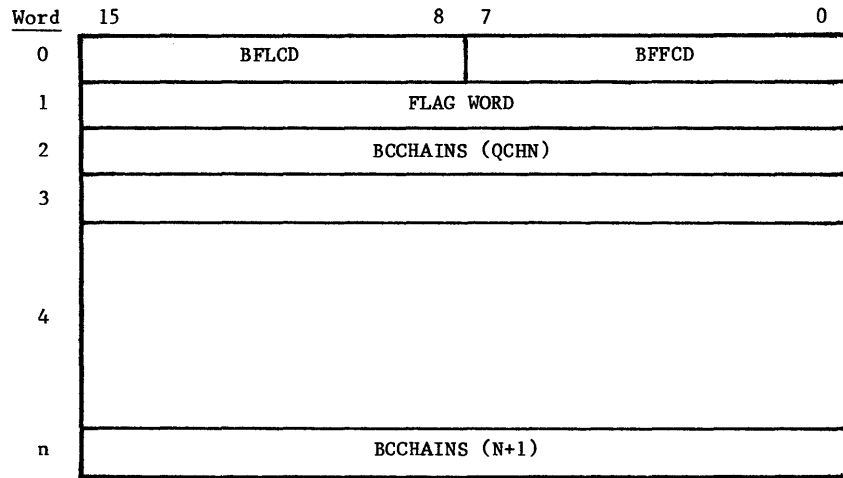 Word 15 8 7 0
0 BFLCD BFFCD
1 FLAG WORD
2 BCCHAINS (QCHN)
3
4
n BCCHAINS (N+1)